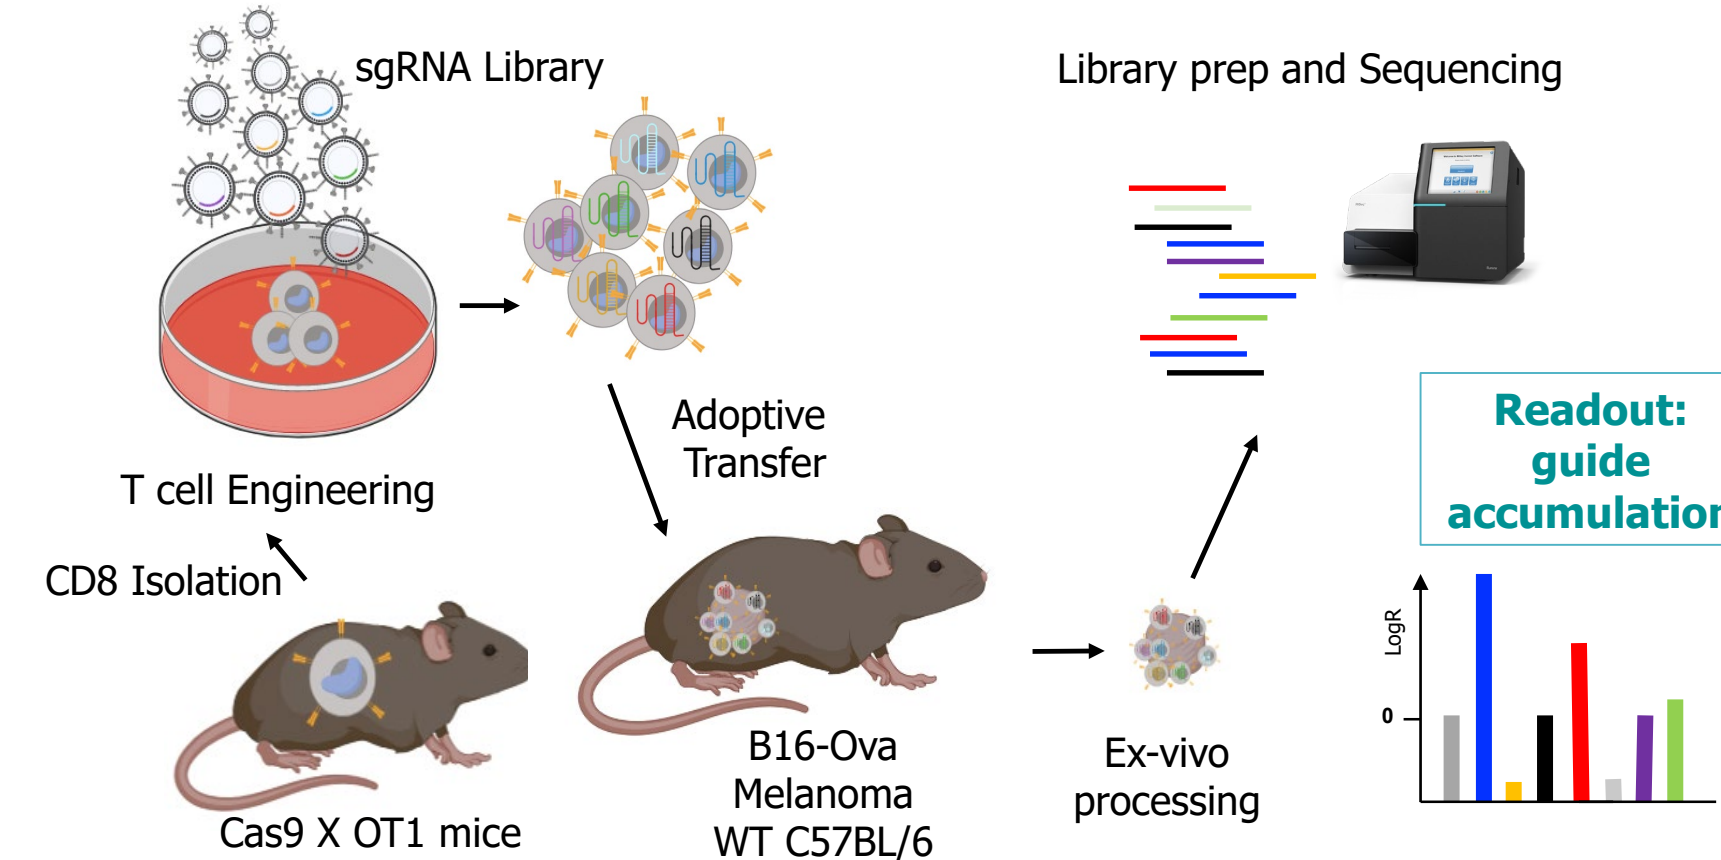 sgRNA Library
Library prep and Sequencing
Adoptive
Transfer
T cell Engineering
CD8 Isolation
Readout:
guide
accumulation
LogR
0
B16-Ova
Melanoma
WT C57BL/6
Ex-vivo
processing
Cas9 X OT1 mice